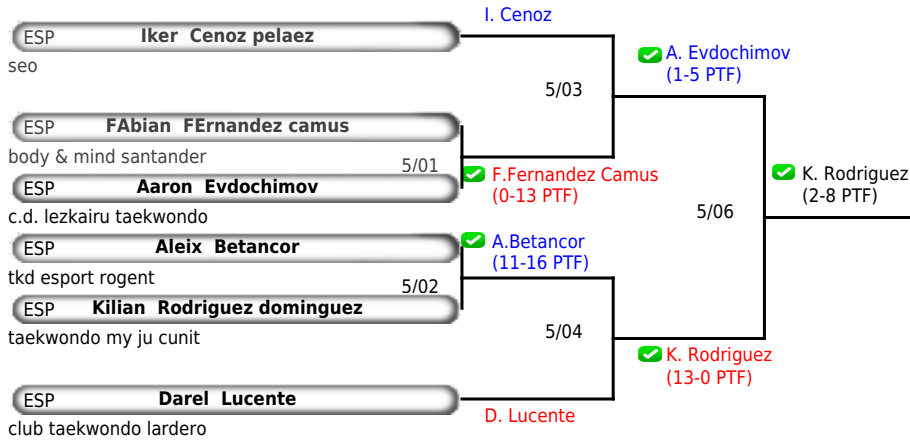 I. Cenoz
ESP Iker Cenoz pelaez
seo
A. Evdochimov
(1-5 PTF)
5/03
ESP FAbian FErnandez camus
body & mind santander
5/01
F.Fernandez Camus
(0-13 PTF)
ESP Aaron Evdochimov
c.d. lezkairu taekwondo
K. Rodriguez
(2-8 PTF)
5/06
ESP Aleix Betancor
tkd esport rogent
A.Betancor
(11-16 PTF)
5/02
ESP Kilian Rodriguez dominguez
taekwondo my ju cunit
5/04
K. Rodriguez
(13-0 PTF)
ESP Darel Lucente
club taekwondo lardero
D. Lucente